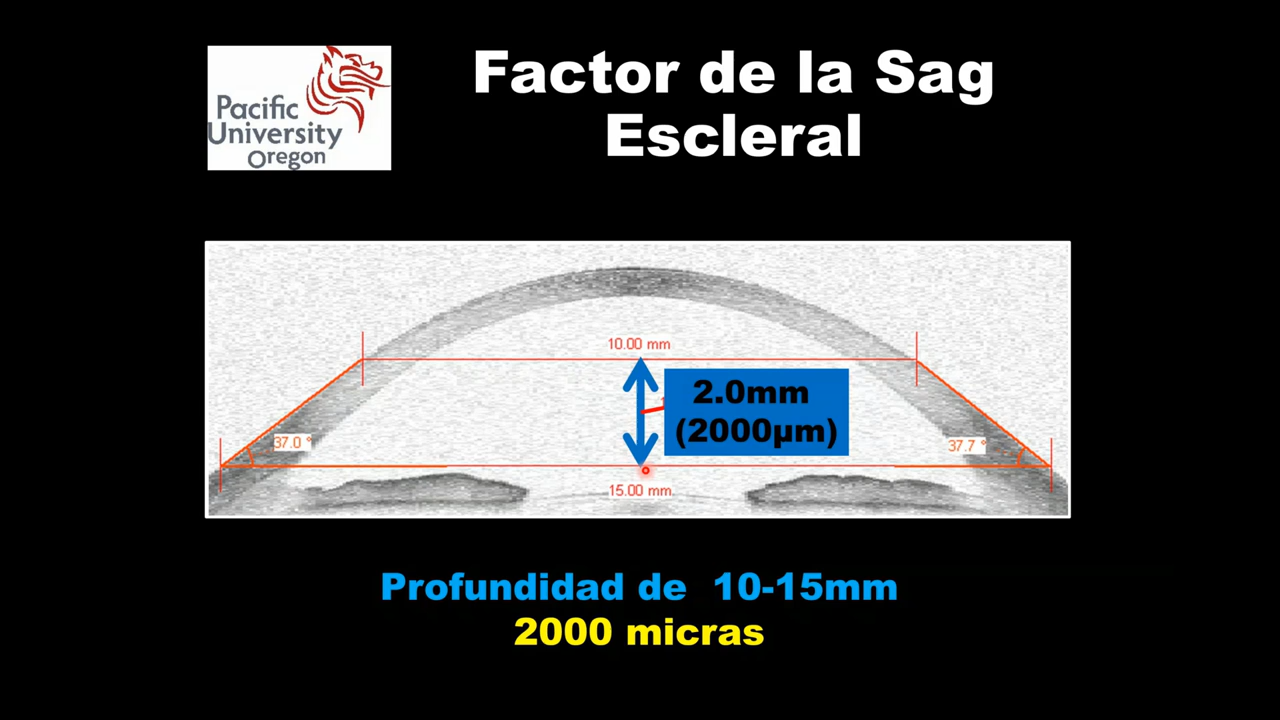 Pacific
University
Oregon
Factor de la Sag
Escleral
10.00 mm
2.0mm
(2000µm)
37.0 °
37.7 °
15.00 mm
Profundidad de 10-15mm
2000 micras